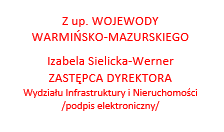 Z up. WOJEWODY
WARMIŃSKO-MAZURSKIEGO
Izabela Sielicka-Werner
ZASTĘPCA DYREKTORA
Wydziału Infrastruktury i Nieruchomości
/podpis elektroniczny/